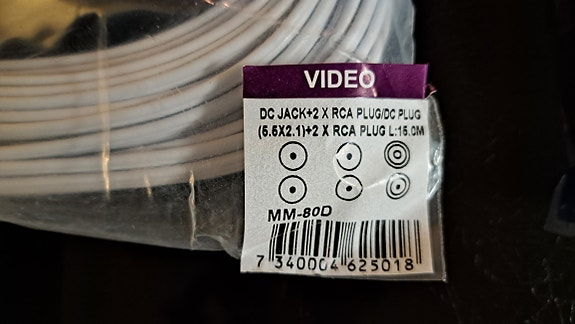 VIDEO
DC JACK+2 X RCA PLUG/DC PLUG
(5.5X2.1)+2 X RCA PLUG L:15.0M
MM-80D
7 340004 625018